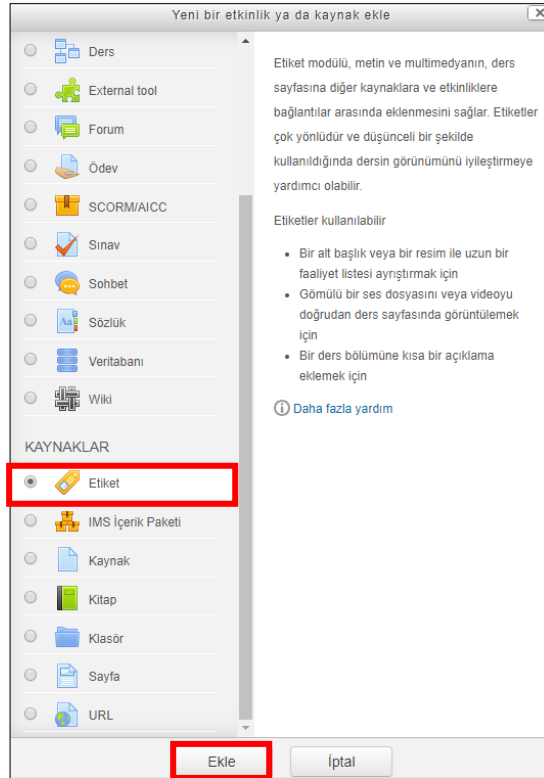 Yeni bir etkinlik ya da kaynak ekle
Ders
External tool
Forum
Ödev
SCORM/AICC
Sınav
Sohbet
Sözlük
Veritabanı
Wiki
KAYNAKLAR
Etiket
IMS İçerik Paketi
Kaynak
Kitap
Klasör
Sayfa
URL
Etiket modülü, metin ve multimedyanın, ders
sayfasına diğer kaynaklara ve etkinliklere
bağlantılar arasında eklenmesini sağlar. Etiketler
çok yönlüdür ve düşünceli bir şekilde
kullanıldığında dersin görünümünü iyileştirmeye
yardımcı olabilir.
Etiketler kullanılabilir
• Bir alt başlık veya bir resim ile uzun bir
faaliyet listesi ayrıştırmak için
• Gömülü bir ses dosyasını veya videoyu
doğrudan ders sayfasında görüntülemek
için
• Bir ders bölümüne kısa bir açıklama
eklemek için
Daha fazla yardım
Ekle
İptal